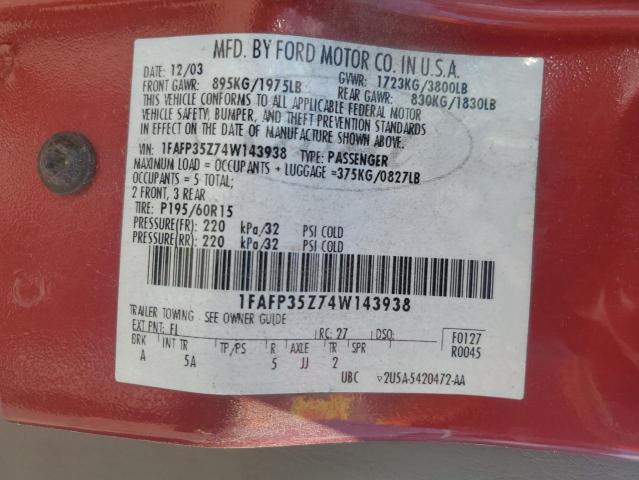 MFD. BY FORD MOTOR CO. IN U.S.A.
DATE: 12/03 GVWR: 1723KG/3800LB
FRONT GAWR: 895KG/1975LB REAR GAWR: 830KG/1830LB
THIS VEHICLE CONFORMS TO ALL APPLICABLE FEDERAL MOTOR
VEHICLE SAFETY, BUMPER, AND THEFT PREVENTION STANDARDS
IN EFFECT ON THE DATE OF MANUFACTURE SHOWN ABOVE.
VIN: 1FAFP35Z74W143938 TYPE: PASSENGER
MAXIMUM LOAD = OCCUPANTS + LUGGAGE =375KG/0827LB
OCCUPANTS = 5 TOTAL;
2 FRONT, 3 REAR
TIRE: P195/60R15
PRESSURE(FR): 220 kPa/32 PSI COLD
PRESSURE(RR): 220 kPa/32 PSI COLD
1FAFP35Z74W143938
TRAILER TOWING - SEE OWNER GUIDE
EXT PNT: FL RC: 27 DSO: F0127
BRK INT TR TP/PS R AXLE TR SPR R0045
A 5A 5 JJ 2
UBC v2U5A-5420472-AA